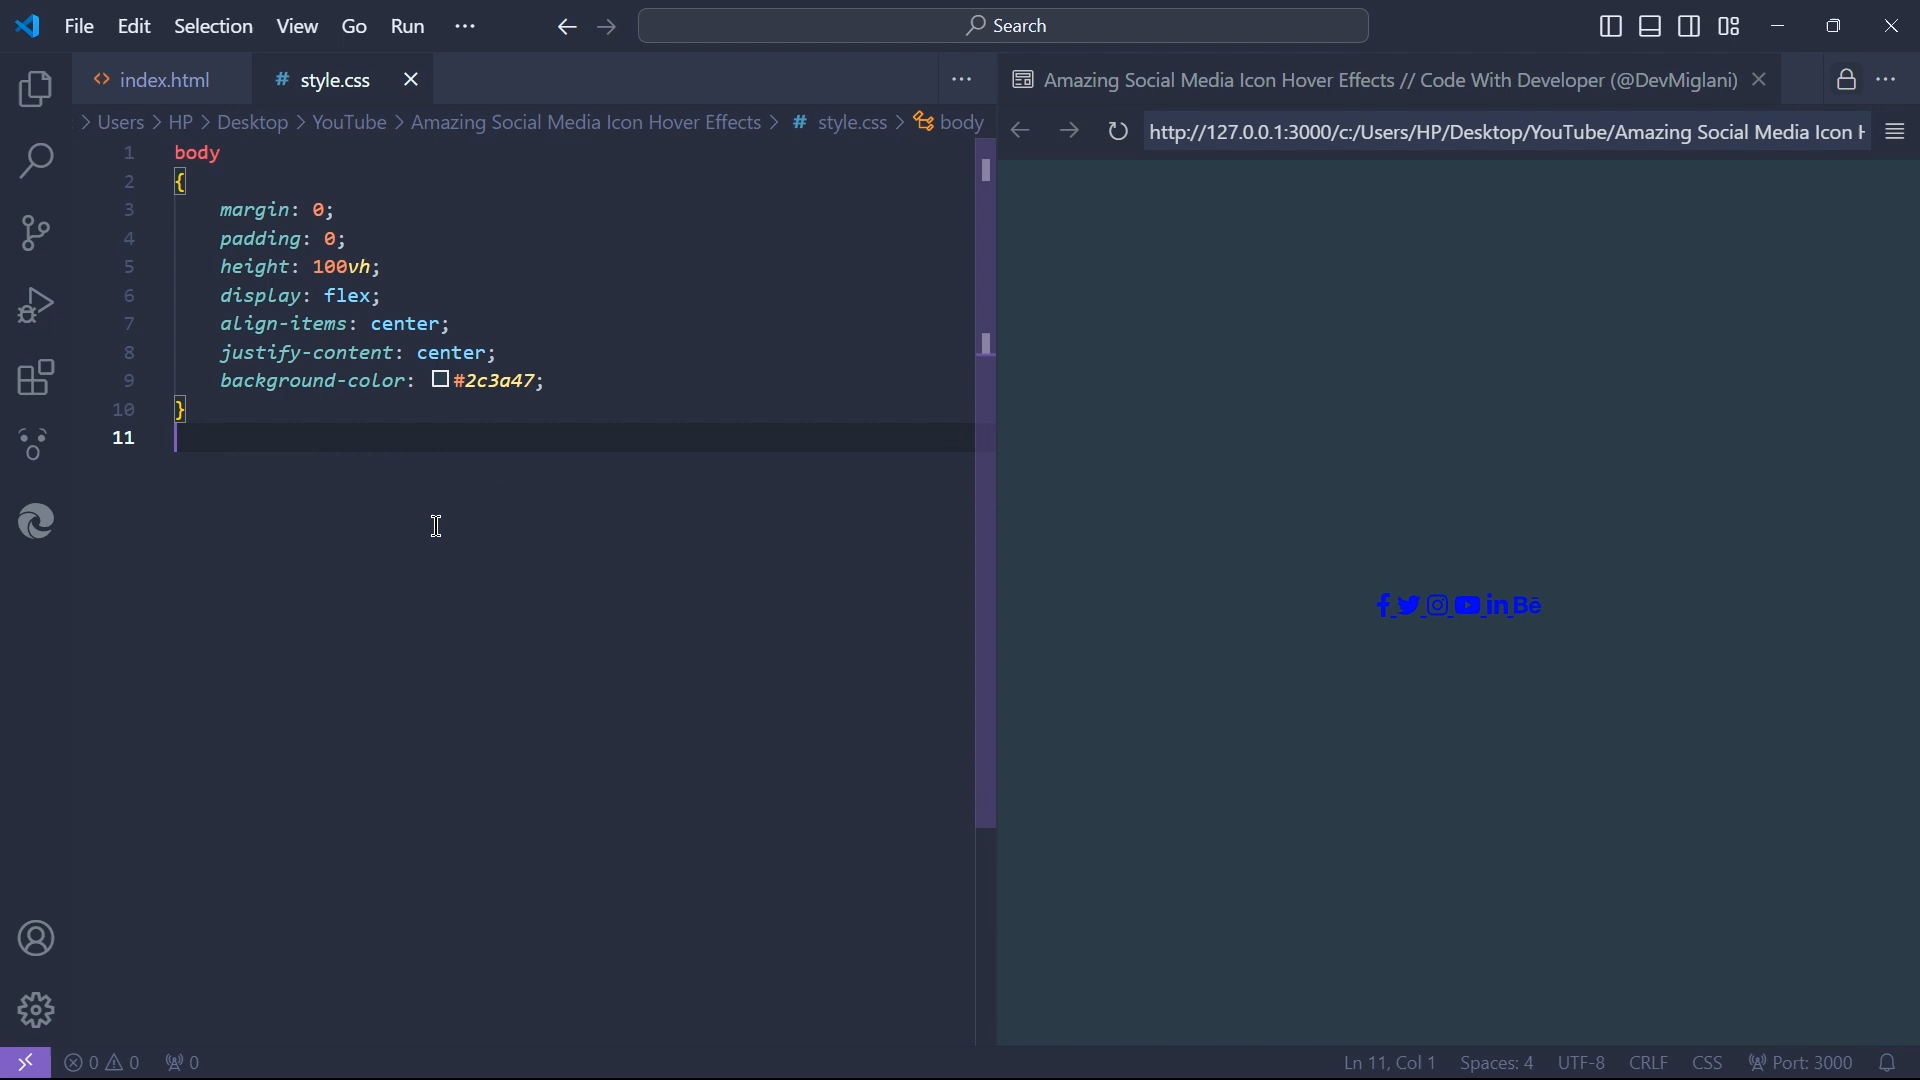 File Edit Selection View Go Run ···
Search
index.html
# style.css
Amazing Social Media Icon Hover Effects // Code With Developer (@DevMiglani)
> Users > HP > Desktop > YouTube > Amazing Social Media Icon Hover Effects > # style.css > body
http://127.0.0.1:3000/c:/Users/HP/Desktop/YouTube/Amazing Social Media Icon H
1 body
2 {
3 margin: 0;
4 padding: 0;
5 height: 100vh;
6 display: flex;
7 align-items: center;
8 justify-content: center;
9 background-color: #2c3a47;
10 }
11
f in Bē
0 0 0
Ln 11, Col 1 Spaces: 4 UTF-8 CRLF CSS Port: 3000